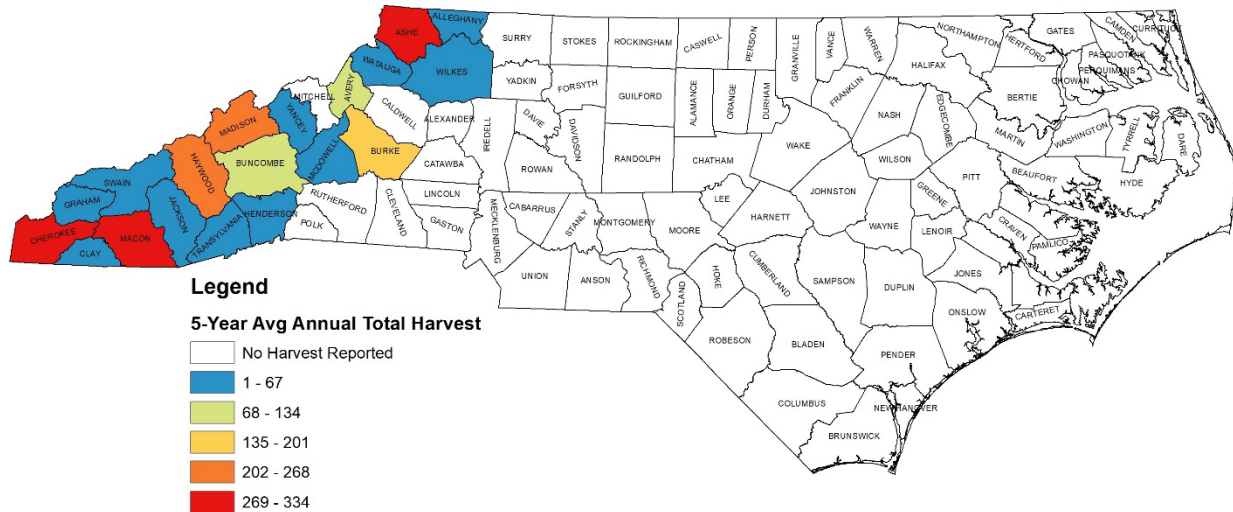 ASHE
ALLEGHANY
SURRY
STOKES
ROCKINGHAM
CASWELL
PERSON
GRANVILLE
VANCE
WARREN
NORTHAMPTON
HERTFORD
GATES
CAMDEN
CURRITUCK
PASQUOTANK
PERQUIMANS
CHOWAN
WATAUGA
WILKES
YADKIN
FORSYTH
GUILFORD
ALAMANCE
ORANGE
DURHAM
FRANKLIN
HALIFAX
BERTIE
MITCHELL
AVERY
CALDWELL
ALEXANDER
IREDELL
DAVIE
DAVIDSON
RANDOLPH
CHATHAM
WAKE
NASH
EDGECOMBE
MARTIN
WASHINGTON
TYRRELL
DARE
MADISON
YANCEY
BURKE
CATAWBA
ROWAN
WILSON
PITT
BEAUFORT
HYDE
HAYWOOD
BUNCOMBE
MCDOWELL
SWAIN
GRAHAM
JACKSON
TRANSYLVANIA
HENDERSON
RUTHERFORD
POLK
CLEVELAND
LINCOLN
GASTON
MECKLENBURG
CABARRUS
STANLY
MONTGOMERY
MOORE
LEE
HARNETT
JOHNSTON
WAYNE
GREENE
LENOIR
CRAVEN
PAMLICO
CHEROKEE
CLAY
MACON
UNION
ANSON
RICHMOND
SCOTLAND
HOKE
CUMBERLAND
SAMPSON
DUPLIN
JONES
ONSLOW
CARTERET
ROBESON
BLADEN
PENDER
COLUMBUS
NEW HANOVER
BRUNSWICK
Legend
5-Year Avg Annual Total Harvest
No Harvest Reported
1 - 67
68 - 134
135 - 201
202 - 268
269 - 334